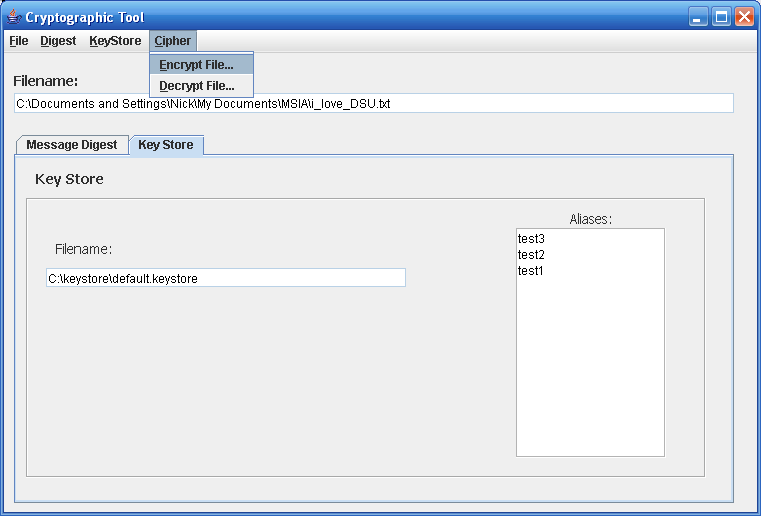 Cryptographic Tool
File Digest KeyStore Cipher
Encrypt File...
Decrypt File...
Filename:
C:\Documents and Settings\Nick\My Documents\MSIA\i_love_DSU.txt
Message Digest Key Store
Key Store
Aliases:
Filename:
C:\keystore\default.keystore
test3
test2
test1